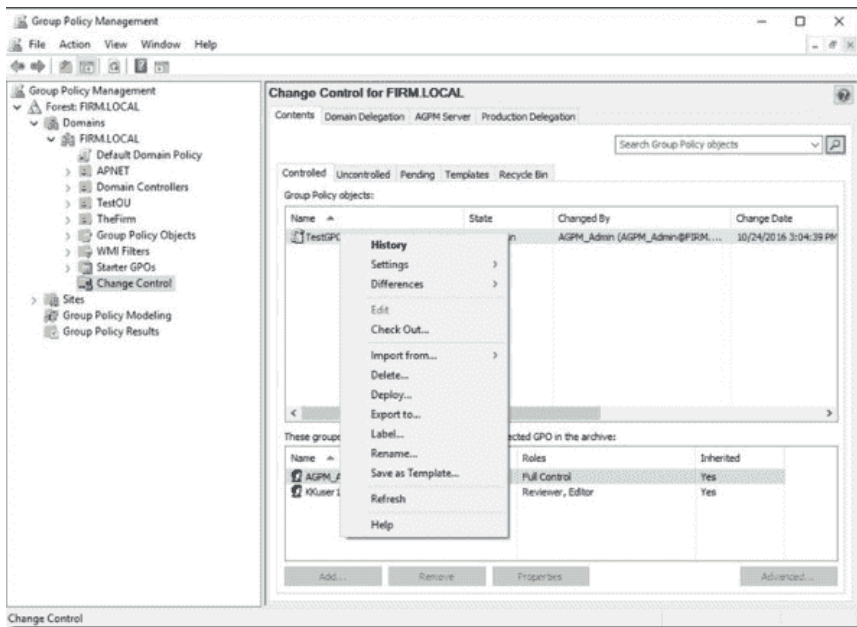 Group Policy Management
File Action View Window Help
Group Policy Management
Forest: FIRM.LOCAL
Domains
FIRM.LOCAL
Default Domain Policy
APNET
Domain Controllers
TestOU
TheFirm
Group Policy Objects
WMI Filters
Starter GPOs
Change Control
Sites
Group Policy Modeling
Group Policy Results
Change Control for FIRM.LOCAL
Contents Domain Delegation AGPM Server Production Delegation
Search Group Policy objects
Controlled Uncontrolled Pending Templates Recycle Bin
Group Policy objects:
Name State Changed By Change Date
TestGPO AGPM_Admin (AGPM_Admin@FIRM.... 10/24/2016 3:04:39 PM
History
Settings
Differences
Edit
Check Out...
Import from...
Delete...
Deploy...
Export to...
Label...
Rename...
Save as Template...
Refresh
Help
These groups ected GPO in the archive:
Name Roles Inherited
AGPM_A Full Control Yes
KKuser1 Reviewer, Editor Yes
Add... Remove Properties Advanced...
Change Control